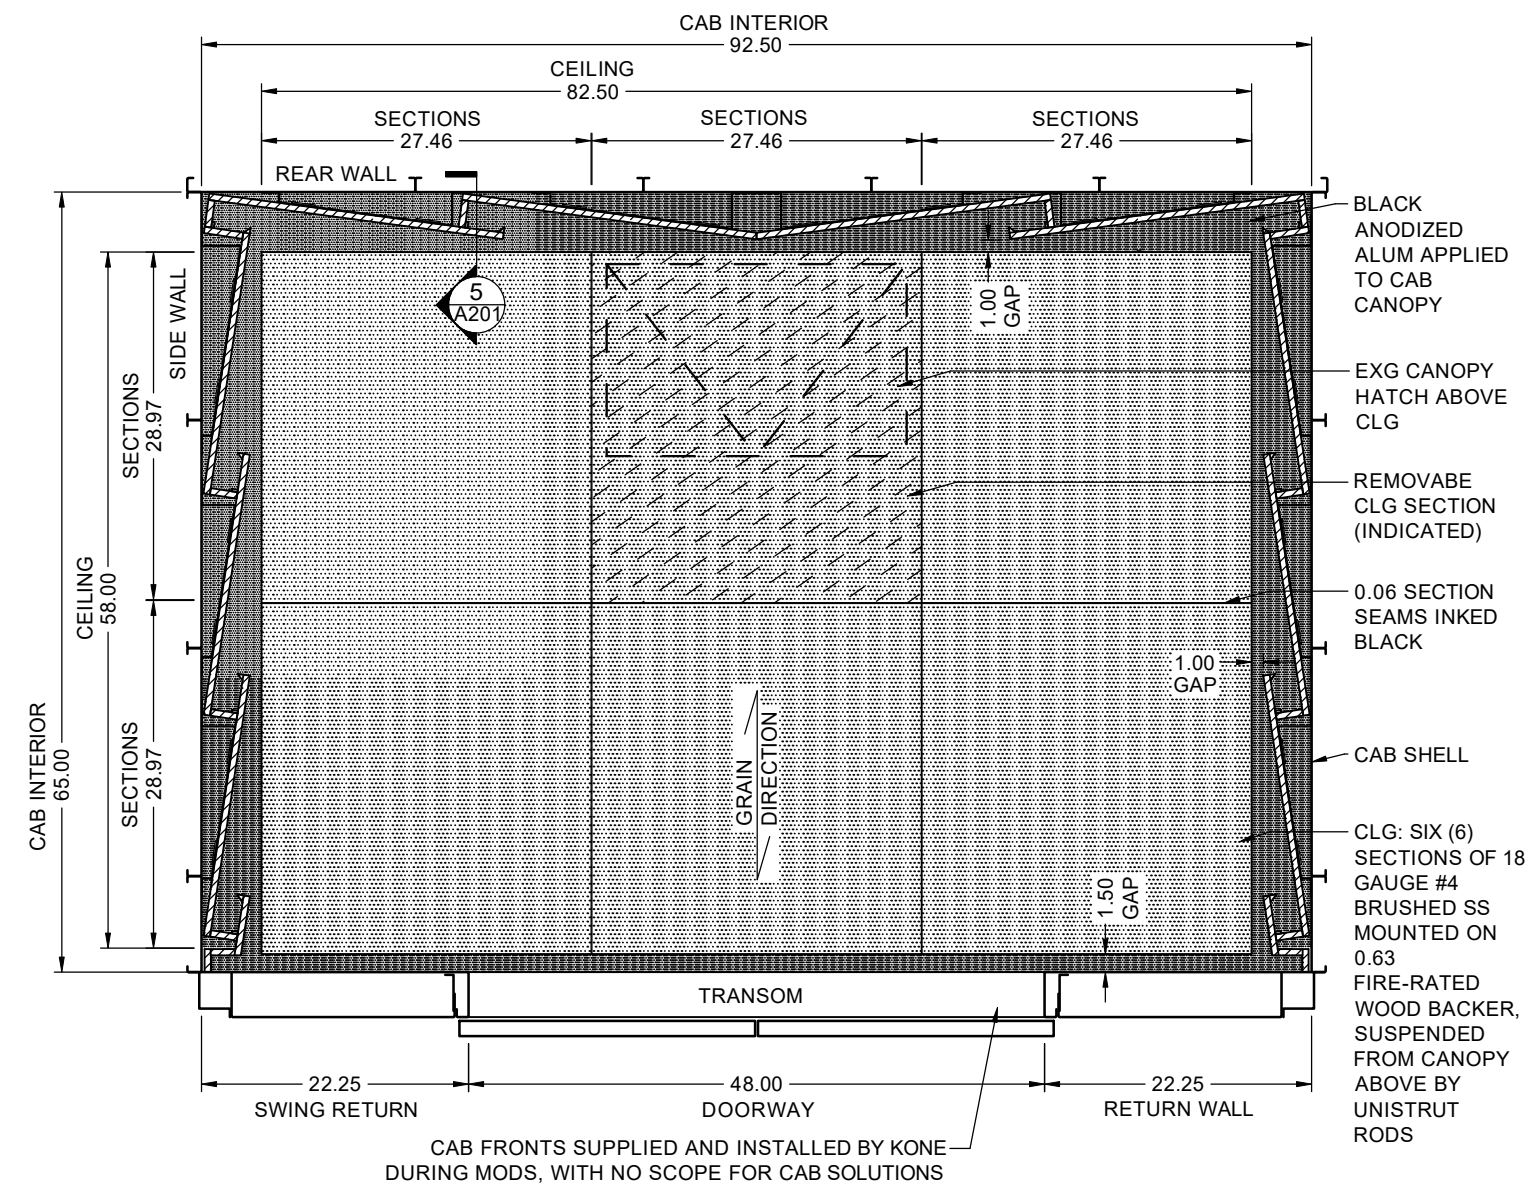 CAB INTERIOR
92.50
CEILING
82.50
SECTIONS
27.46
SECTIONS
27.46
SECTIONS
27.46
REAR WALL
SIDE WALL
5
A201
1.00
GAP
SECTIONS
28.97
CEILING
58.00
CAB INTERIOR
65.00
SECTIONS
28.97
1.00
GAP
GRAIN
DIRECTION
1.50
GAP
BLACK
ANODIZED
ALUM APPLIED
TO CAB
CANOPY
EXG CANOPY
HATCH ABOVE
CLG
REMOVABE
CLG SECTION
(INDICATED)
0.06 SECTION
SEAMS INKED
BLACK
CAB SHELL
CLG: SIX (6)
SECTIONS OF 18
GAUGE #4
BRUSHED SS
MOUNTED ON
0.63
FIRE-RATED
WOOD BACKER,
SUSPENDED
FROM CANOPY
ABOVE BY
UNISTRUT
RODS
TRANSOM
22.25
SWING RETURN
48.00
DOORWAY
22.25
RETURN WALL
CAB FRONTS SUPPLIED AND INSTALLED BY KONE
DURING MODS, WITH NO SCOPE FOR CAB SOLUTIONS